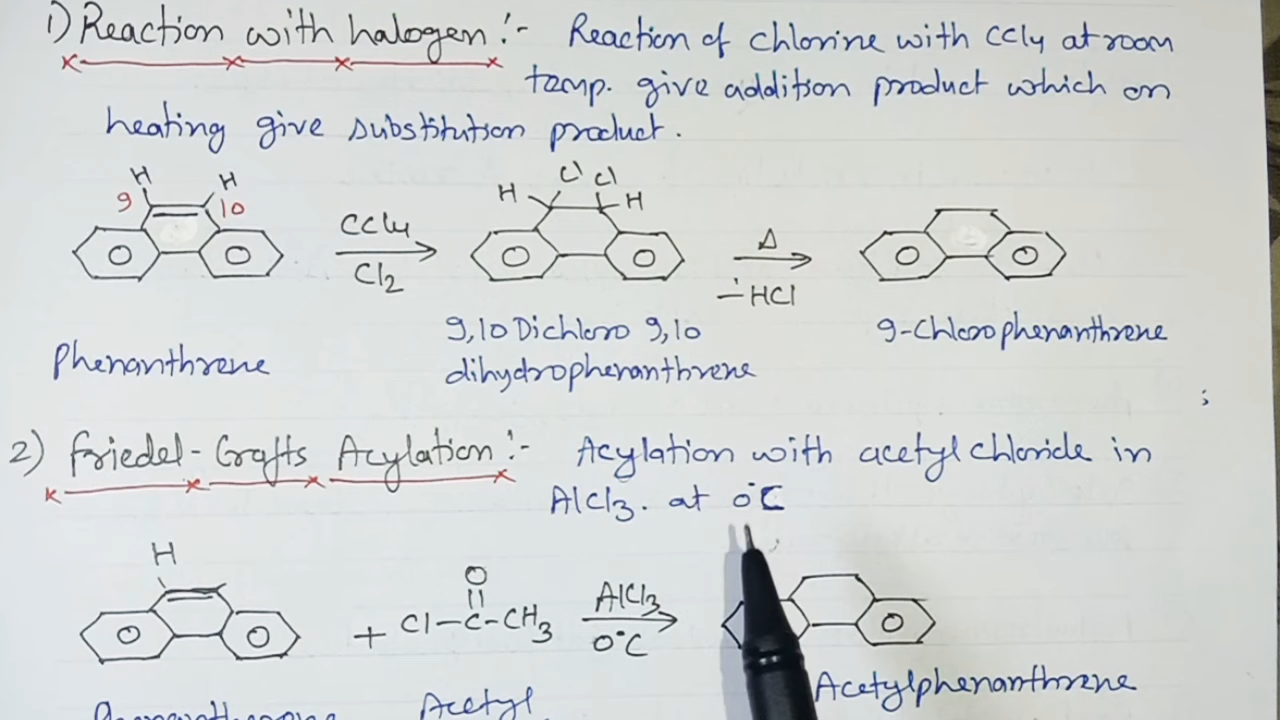 1) Reaction with halogen :- Reaction of chlorine with CCl4 at room
temp. give addition product which on
heating give substitution product.
H H
9 10
CCl4
Cl2
Cl Cl
H H
Δ
-HCl
Phenanthrene
9,10 Dichloro 9,10
dihydrophenanthrene
9-Chlorophenanthrene
2) Friedel-Crafts Acylation :- Acylation with acetylchloride in
AlCl3. at 0°C
H
+ Cl-C-CH3
O
AlCl3
0°C
Acetyl
Acetylphenanthrene